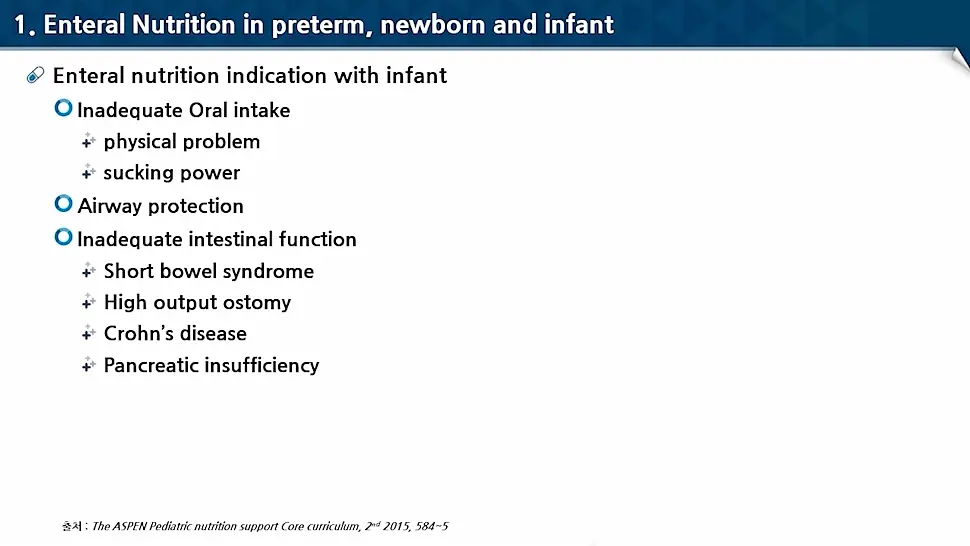 1. Enteral Nutrition in preterm, newborn and infant
Enteral nutrition indication with infant
Inadequate Oral intake
physical problem
sucking power
Airway protection
Inadequate intestinal function
Short bowel syndrome
High output ostomy
Crohn's disease
Pancreatic insufficiency
출처 : The ASPEN Pediatric nutrition support Core curriculum, 2nd 2015, 584~5